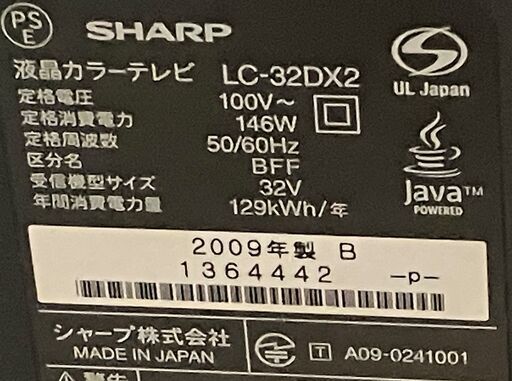 PS
E
SHARP
液晶カラーテレビ LC-32DX2
定格電圧 100V～
定格消費電力 146W
定格周波数 50/60Hz
区分名 BFF
受信機型サイズ 32V
年間消費電力量 129kWh/年
UL Japan
Java™
POWERED
2009年製 B
1364442 -p-
シャープ株式会社
MADE IN JAPAN
T A09-0241001
警告